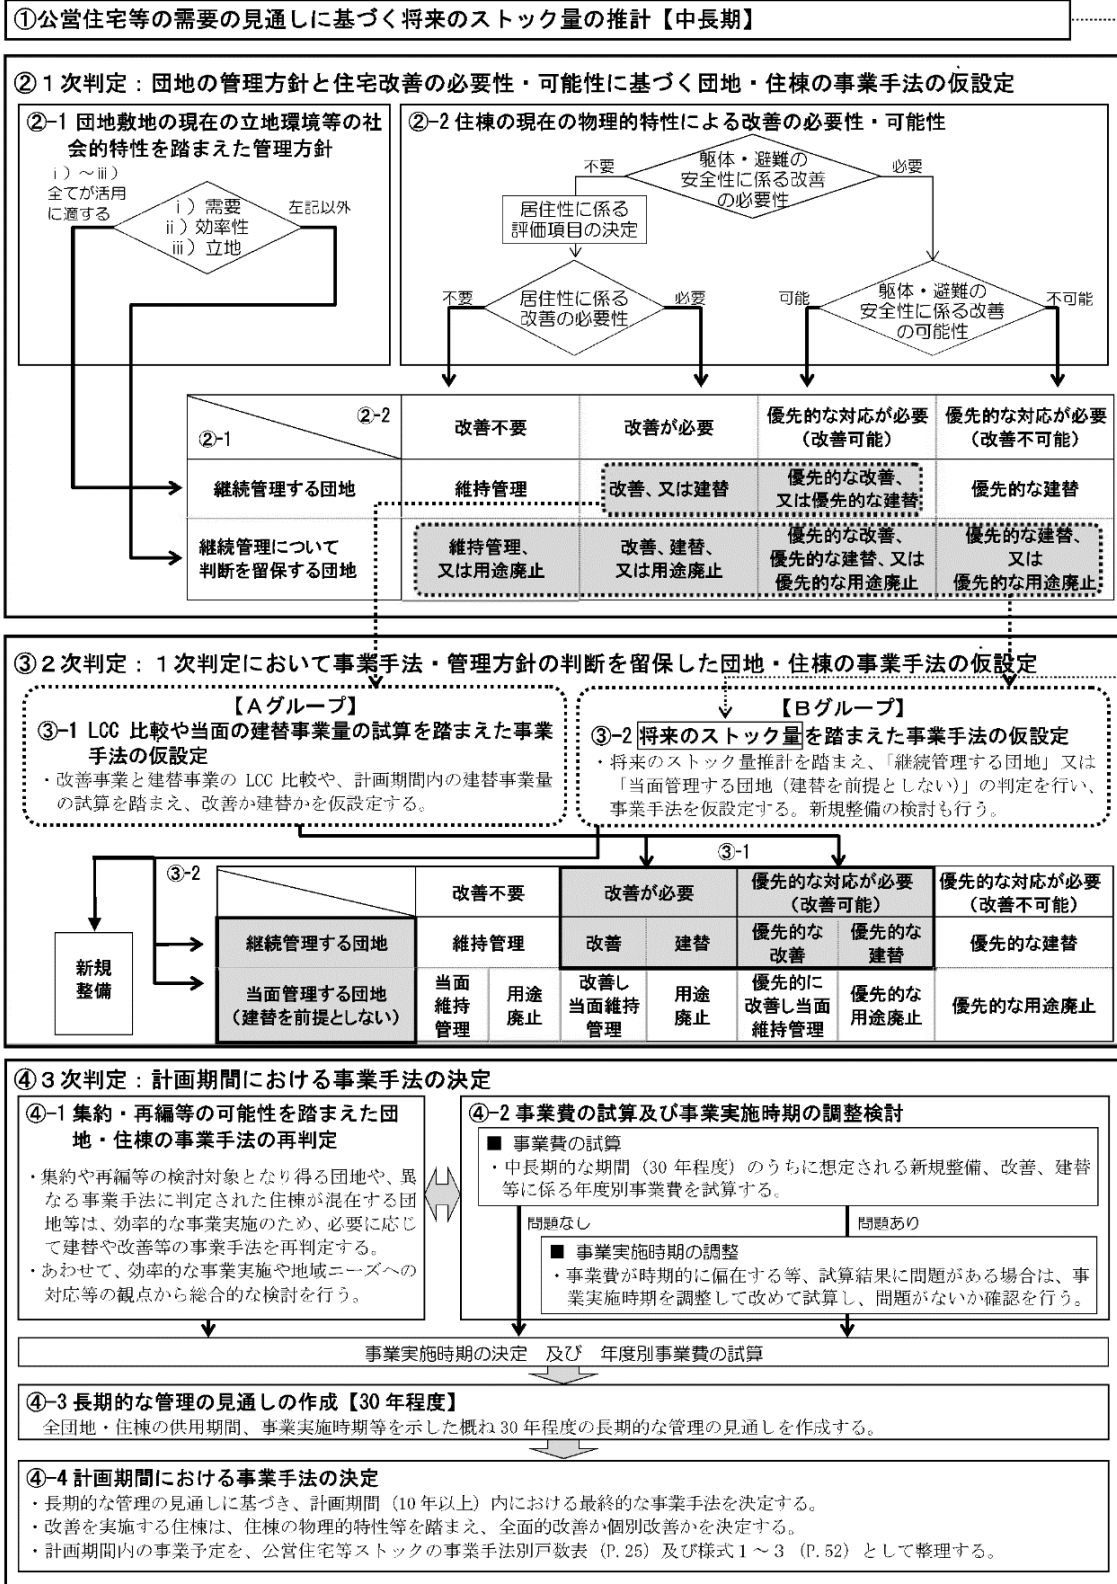 ①公営住宅等の需要の見通しに基づく将来のストック量の推計【中長期】
②１次判定：団地の管理方針と住宅改善の必要性・可能性に基づく団地・住棟の事業手法の仮設定
②-1 団地敷地の現在の立地環境等の社
会的特性を踏まえた管理方針
ⅰ）～ⅲ）
全てが活用
に適する
ⅰ）需要
ⅱ）効率性
ⅲ）立地
左記以外
②-2 住棟の現在の物理的特性による改善の必要性・可能性
不要
躯体・避難の
安全性に係る改善
の必要性
必要
居住性に係る
評価項目の決定
不要
居住性に係る
改善の必要性
必要
可能
躯体・避難の
安全性に係る改善
の可能性
不可能
②-2
②-1
改善不要
改善が必要
優先的な対応が必要
（改善可能）
優先的な対応が必要
（改善不可能）
継続管理する団地
維持管理
改善、又は建替
優先的な改善、
又は優先的な建替
優先的な建替
継続管理について
判断を留保する団地
維持管理、
又は用途廃止
改善、建替、
又は用途廃止
優先的な改善、
優先的な建替、又は
優先的な用途廃止
優先的な建替、
又は
優先的な用途廃止
③２次判定：１次判定において事業手法・管理方針の判断を留保した団地・住棟の事業手法の仮設定
【Ａグループ】
③-1 LCC 比較や当面の建替事業量の試算を踏まえた事業
手法の仮設定
・改善事業と建替事業の LCC 比較や、計画期間内の建替事業量
の試算を踏まえ、改善か建替かを仮設定する。
【Ｂグループ】
③-2 将来のストック量を踏まえた事業手法の仮設定
・将来のストック量推計を踏まえ、「継続管理する団地」又は
「当面管理する団地（建替を前提としない）」の判定を行い、
事業手法を仮設定する。新規整備の検討も行う。
③-1
③-2
改善不要
改善が必要
優先的な対応が必要
（改善可能）
優先的な対応が必要
（改善不可能）
新規
整備
継続管理する団地
維持管理
改善
建替
優先的な
改善
優先的な
建替
優先的な建替
当面管理する団地
（建替を前提としない）
当面
維持
管理
用途
廃止
改善し
当面維持
管理
用途
廃止
優先的に
改善し当面
維持管理
優先的な
用途廃止
優先的な用途廃止
④３次判定：計画期間における事業手法の決定
④-1 集約・再編等の可能性を踏まえた団
地・住棟の事業手法の再判定
・集約や再編等の検討対象となり得る団地や、異
なる事業手法に判定された住棟が混在する団
地等は、効率的な事業実施のため、必要に応じ
て建替や改善等の事業手法を再判定する。
・あわせて、効率的な事業実施や地域ニーズへの
対応等の観点から総合的な検討を行う。
④-2 事業費の試算及び事業実施時期の調整検討
■ 事業費の試算
・中長期的な期間（30 年程度）のうちに想定される新規整備、改善、建替
等に係る年度別事業費を試算する。
問題なし
問題あり
■ 事業実施時期の調整
・事業費が時期的に偏在する等、試算結果に問題がある場合は、事
業実施時期を調整して改めて試算し、問題がないか確認を行う。
事業実施時期の決定　及び　年度別事業費の試算
④-3 長期的な管理の見通しの作成【30 年程度】
全団地・住棟の供用期間、事業実施時期等を示した概ね 30 年程度の長期的な管理の見通しを作成する。
④-4 計画期間における事業手法の決定
・長期的な管理の見通しに基づき、計画期間（10 年以上）内における最終的な事業手法を決定する。
・改善を実施する住棟は、住棟の物理的特性等を踏まえ、全面的改善か個別改善かを決定する。
・計画期間内の事業予定を、公営住宅等ストックの事業手法別戸数表（P.25）及び様式１～３（P.52）として整理する。